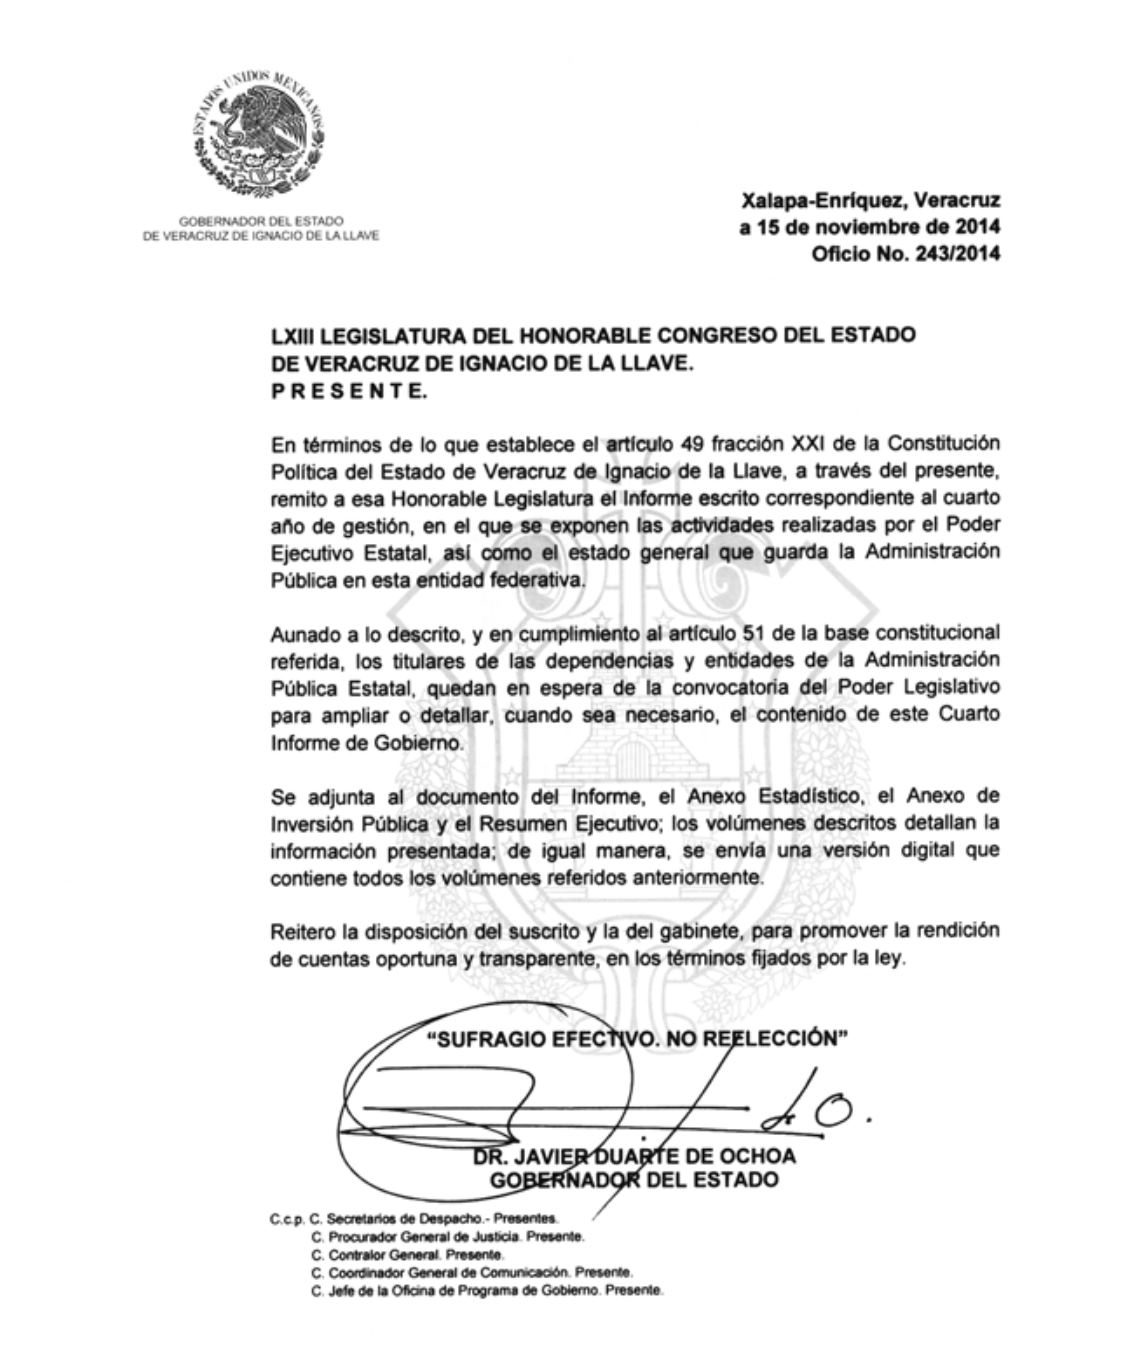 ESTADOS UNIDOS MEXICANOS
GOBERNADOR DEL ESTADO
DE VERACRUZ DE IGNACIO DE LA LLAVE
Xalapa-Enríquez, Veracruz
a 15 de noviembre de 2014
Oficio No. 243/2014
LXIII LEGISLATURA DEL HONORABLE CONGRESO DEL ESTADO
DE VERACRUZ DE IGNACIO DE LA LLAVE.
P R E S E N T E.
En términos de lo que establece el artículo 49 fracción XXI de la Constitución
Política del Estado de Veracruz de Ignacio de la Llave, a través del presente,
remito a esa Honorable Legislatura el Informe escrito correspondiente al cuarto
año de gestión, en el que se exponen las actividades realizadas por el Poder
Ejecutivo Estatal, así como el estado general que guarda la Administración
Pública en esta entidad federativa.
Aunado a lo descrito, y en cumplimiento al artículo 51 de la base constitucional
referida, los titulares de las dependencias y entidades de la Administración
Pública Estatal, quedan en espera de la convocatoria del Poder Legislativo
para ampliar o detallar, cuando sea necesario, el contenido de este Cuarto
Informe de Gobierno.
Se adjunta al documento del Informe, el Anexo Estadístico, el Anexo de
Inversión Pública y el Resumen Ejecutivo; los volúmenes descritos detallan la
información presentada; de igual manera, se envía una versión digital que
contiene todos los volúmenes referidos anteriormente.
Reitero la disposición del suscrito y la del gabinete, para promover la rendición
de cuentas oportuna y transparente, en los términos fijados por la ley.
“SUFRAGIO EFECTIVO. NO REELECCIÓN”
DR. JAVIER DUARTE DE OCHOA
GOBERNADOR DEL ESTADO
C.c.p. C. Secretarios de Despacho.- Presentes.
C. Procurador General de Justicia. Presente.
C. Contralor General. Presente.
C. Coordinador General de Comunicación. Presente.
C. Jefe de la Oficina de Programa de Gobierno. Presente.